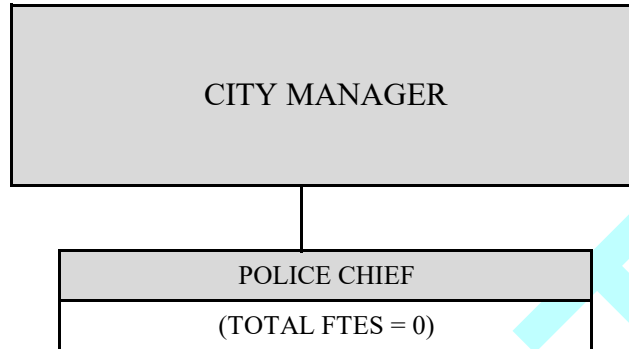 CITY MANAGER
POLICE CHIEF
(TOTAL FTES = 0)